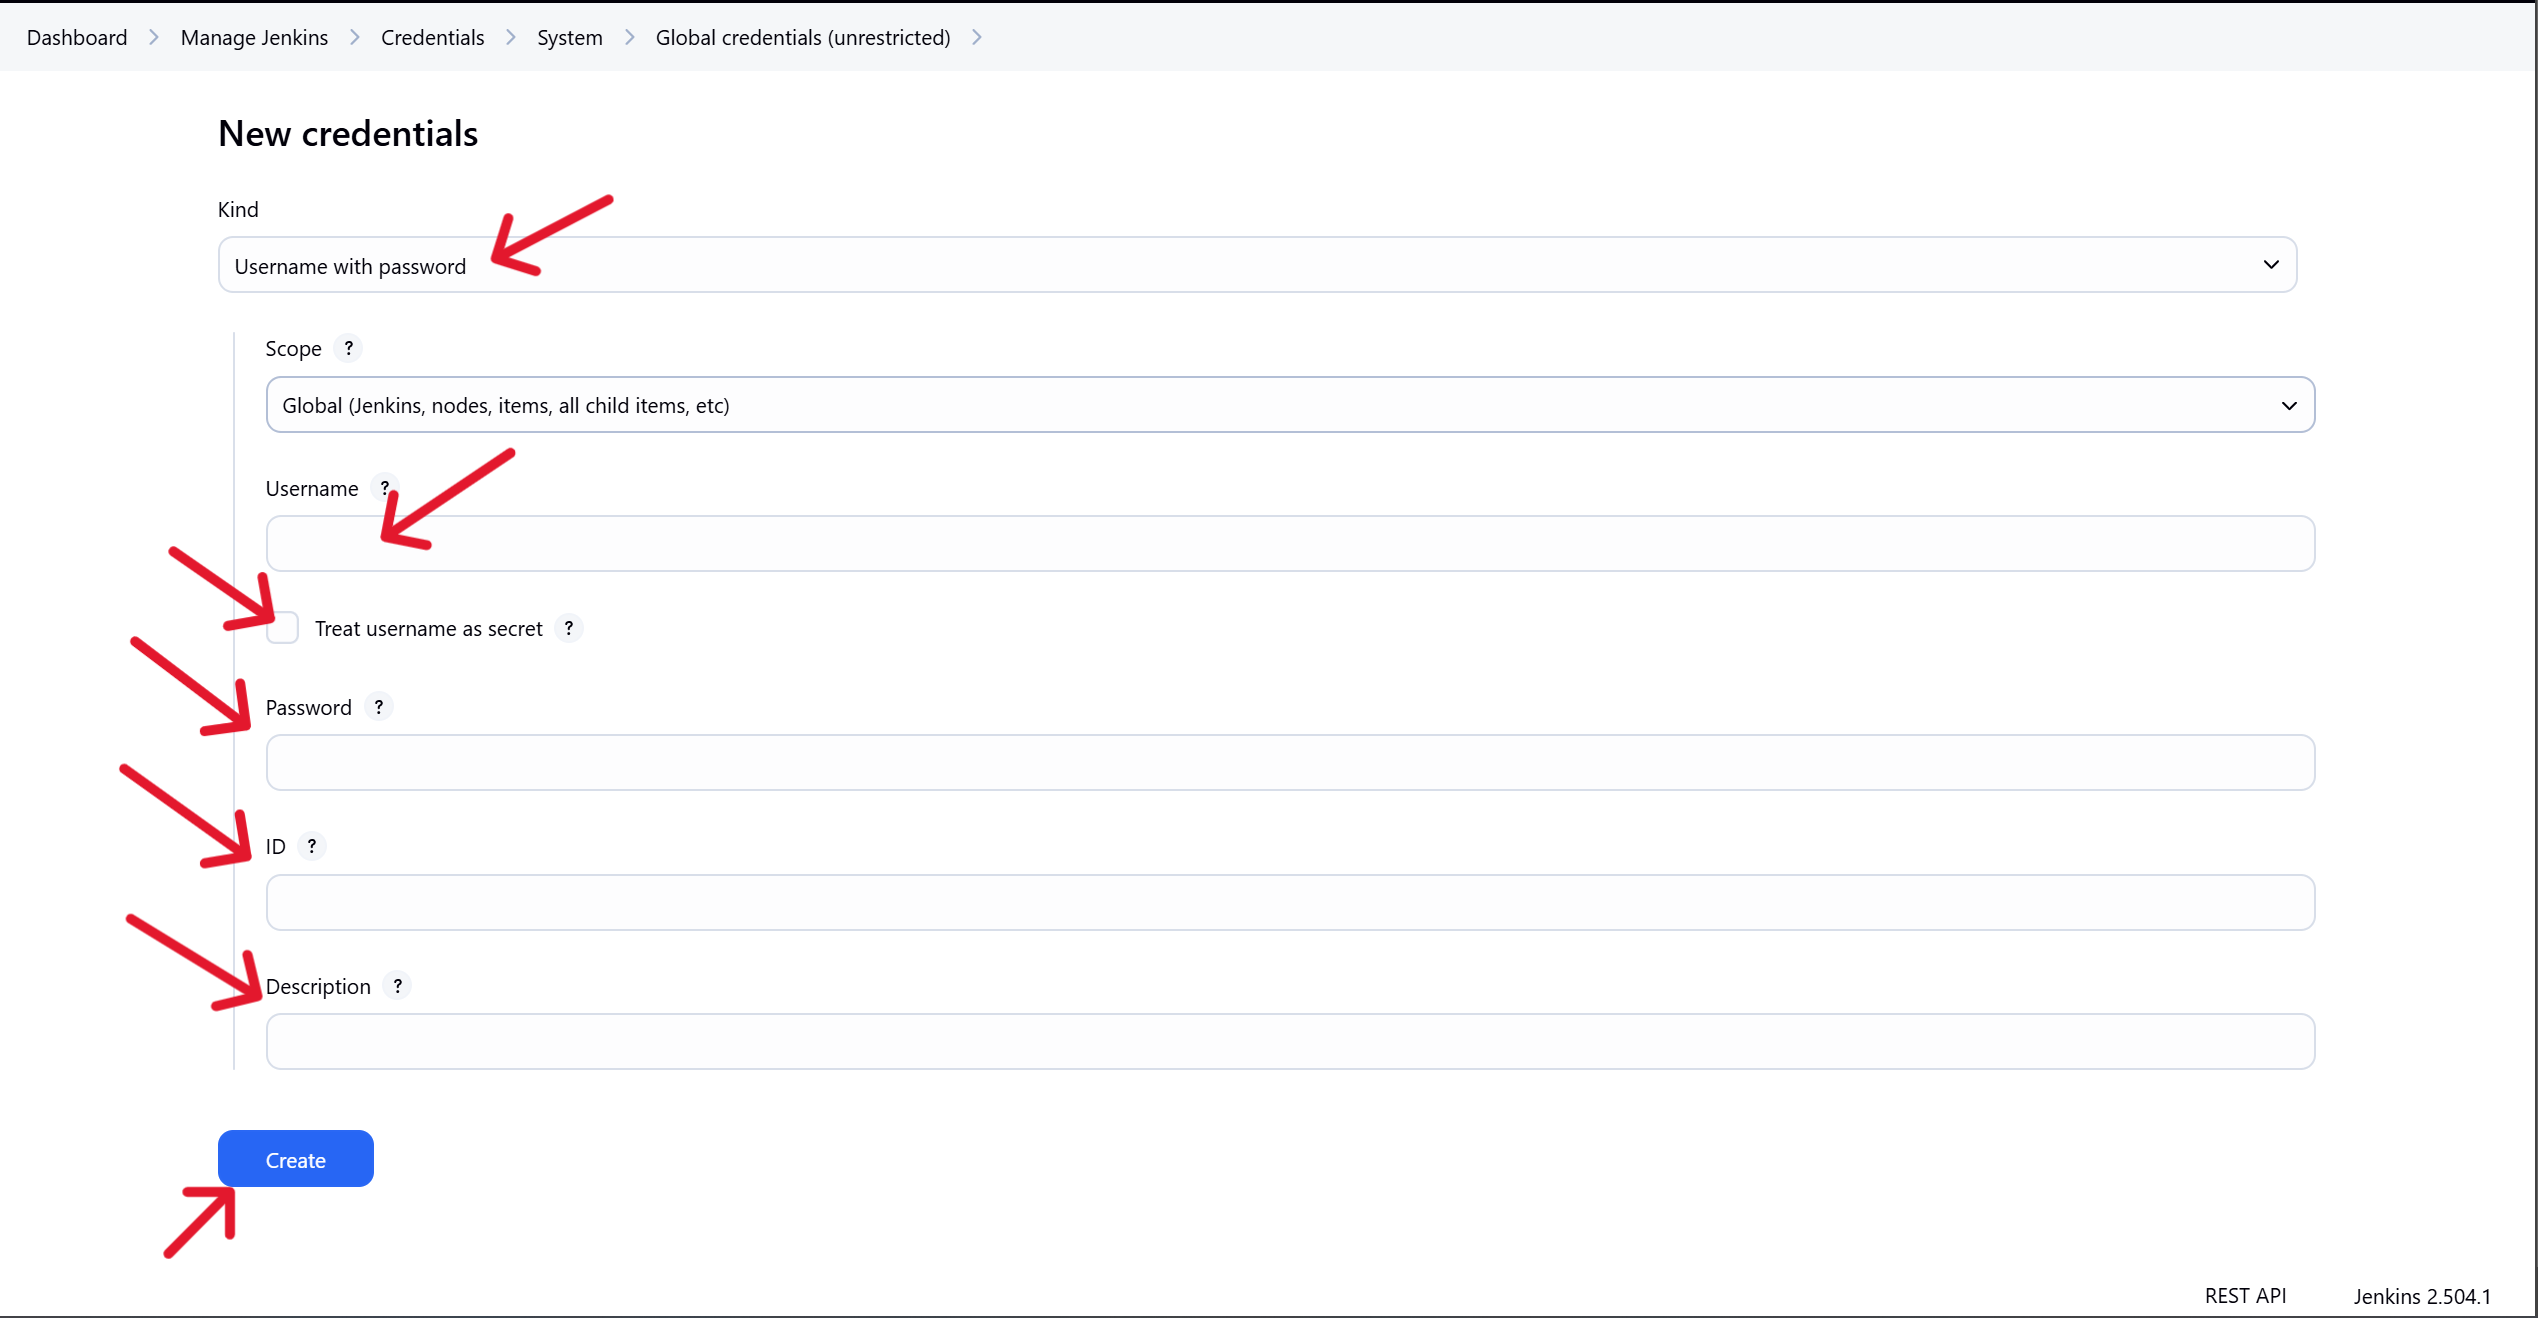 Dashboard > Manage Jenkins > Credentials > System > Global credentials (unrestricted) >
New credentials
Kind
Username with password
Scope ?
Global (Jenkins, nodes, items, all child items, etc)
Username ?
Treat username as secret ?
Password ?
ID ?
Description ?
Create
REST API Jenkins 2.504.1